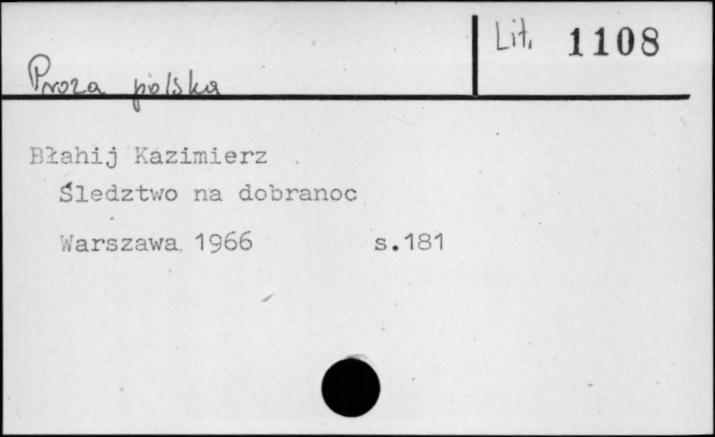 Lit. 1108
Proza polska
Błahij Kazimierz
Śledztwo na dobranoc
Warszawa 1966 s.181